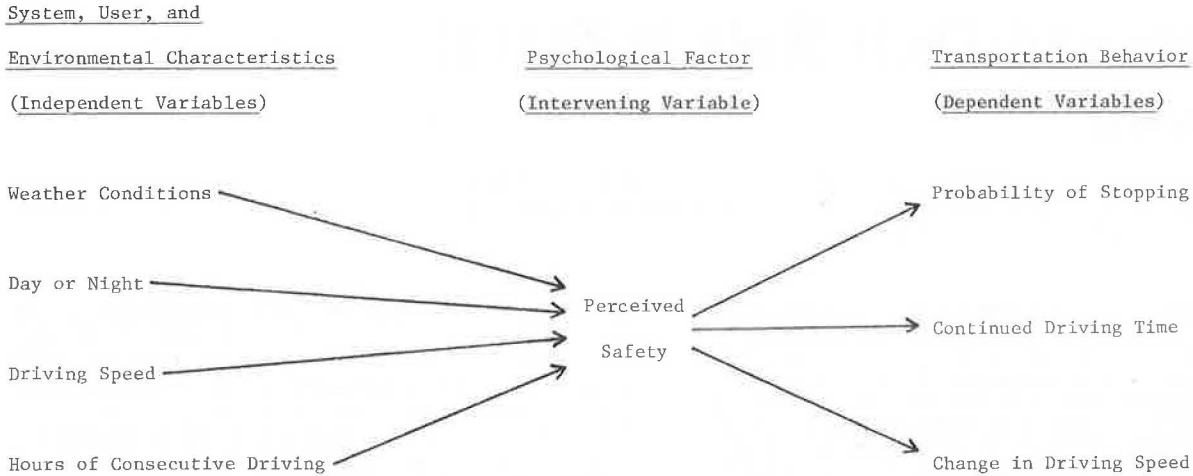 System, User, and
Environmental Characteristics
(Independent Variables)
Psychological Factor
(Intervening Variable)
Transportation Behavior
(Dependent Variables)
Weather Conditions
Day or Night
Driving Speed
Hours of Consecutive Driving
Perceived
Safety
Probability of Stopping
Continued Driving Time
Change in Driving Speed